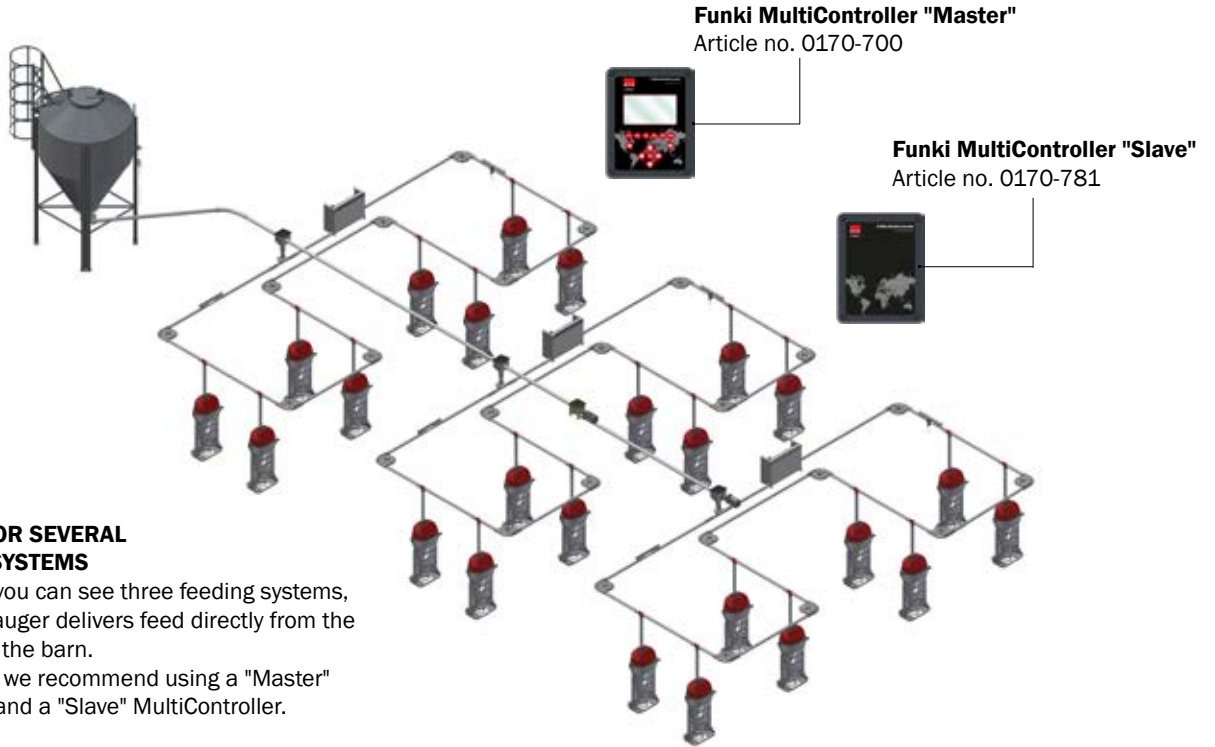 Funki MultiController "Master"
Article no. 0170-700
Funki MultiController "Slave"
Article no. 0170-781
OR SEVERAL
SYSTEMS
you can see three feeding systems,
auger delivers feed directly from the
the barn.
we recommend using a "Master"
and a "Slave" MultiController.